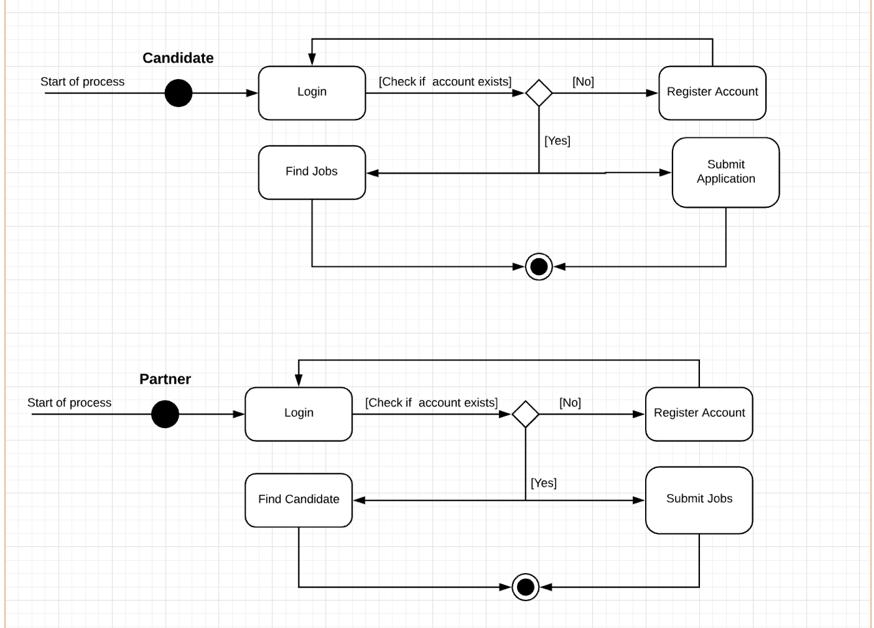 Candidate
Start of process
Login
[Check if  account exists]
[No]
Register Account
[Yes]
Find Jobs
Submit
Application
Partner
Start of process
Login
[Check if  account exists]
[No]
Register Account
[Yes]
Find Candidate
Submit Jobs